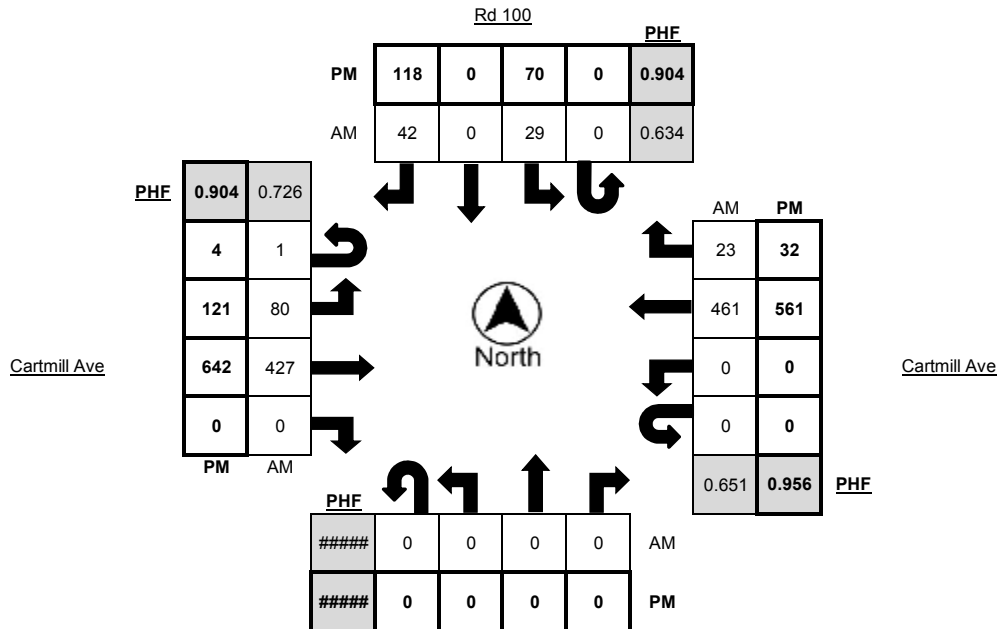 Rd 100
PHF
PM 118 0 70 0 0.904
AM 42 0 29 0 0.634
PHF 0.904 0.726
AM PM
4 1
23 32
121 80
461 561
North
Cartmill Ave 642 427
0 0 Cartmill Ave
0 0
0 0
PM AM
0.651 0.956 PHF
PHF
##### 0 0 0 0 AM
##### 0 0 0 0 PM